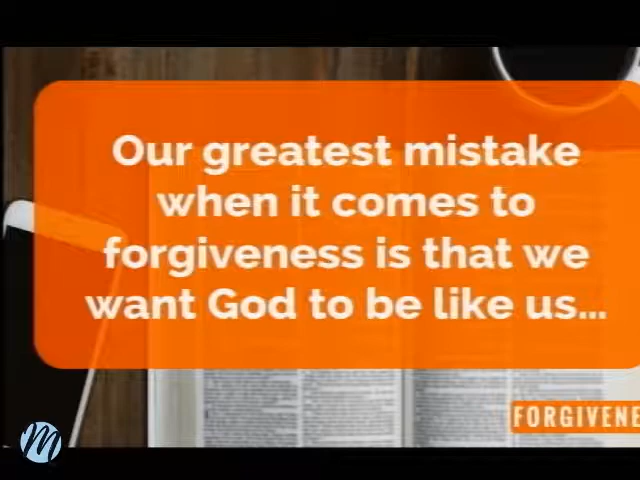 Our greatest mistake
when it comes to
forgiveness is that we
want God to be like us...
FORGIVENE
M